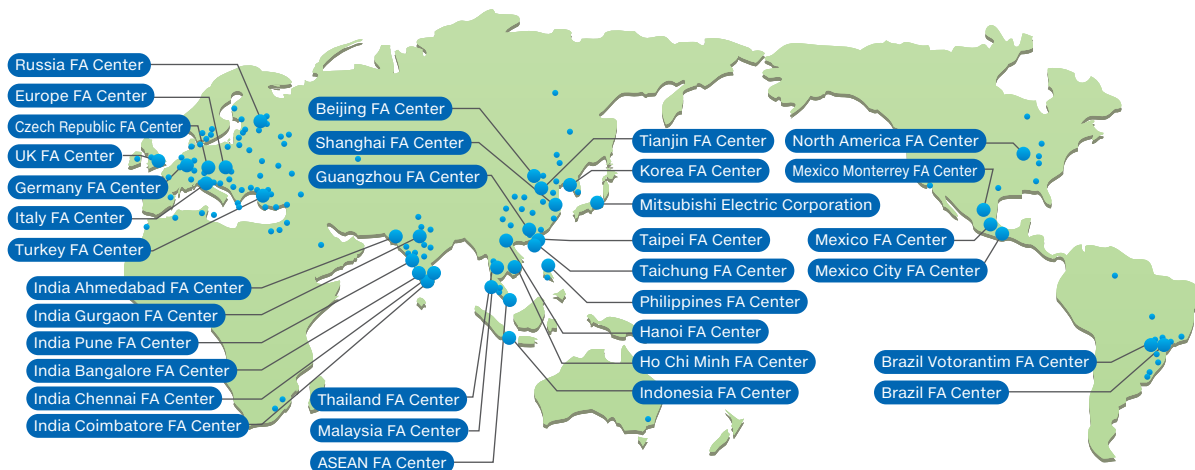 Russia FA Center
Europe FA Center
Czech Republic FA Center
UK FA Center
Germany FA Center
Italy FA Center
Turkey FA Center
India Ahmedabad FA Center
India Gurgaon FA Center
India Pune FA Center
India Bangalore FA Center
India Chennai FA Center
India Coimbatore FA Center
Beijing FA Center
Shanghai FA Center
Guangzhou FA Center
Thailand FA Center
Malaysia FA Center
ASEAN FA Center
Tianjin FA Center
Korea FA Center
Mitsubishi Electric Corporation
Taipei FA Center
Taichung FA Center
Philippines FA Center
Hanoi FA Center
Ho Chi Minh FA Center
Indonesia FA Center
North America FA Center
Mexico Monterrey FA Center
Mexico FA Center
Mexico City FA Center
Brazil Votorantim FA Center
Brazil FA Center